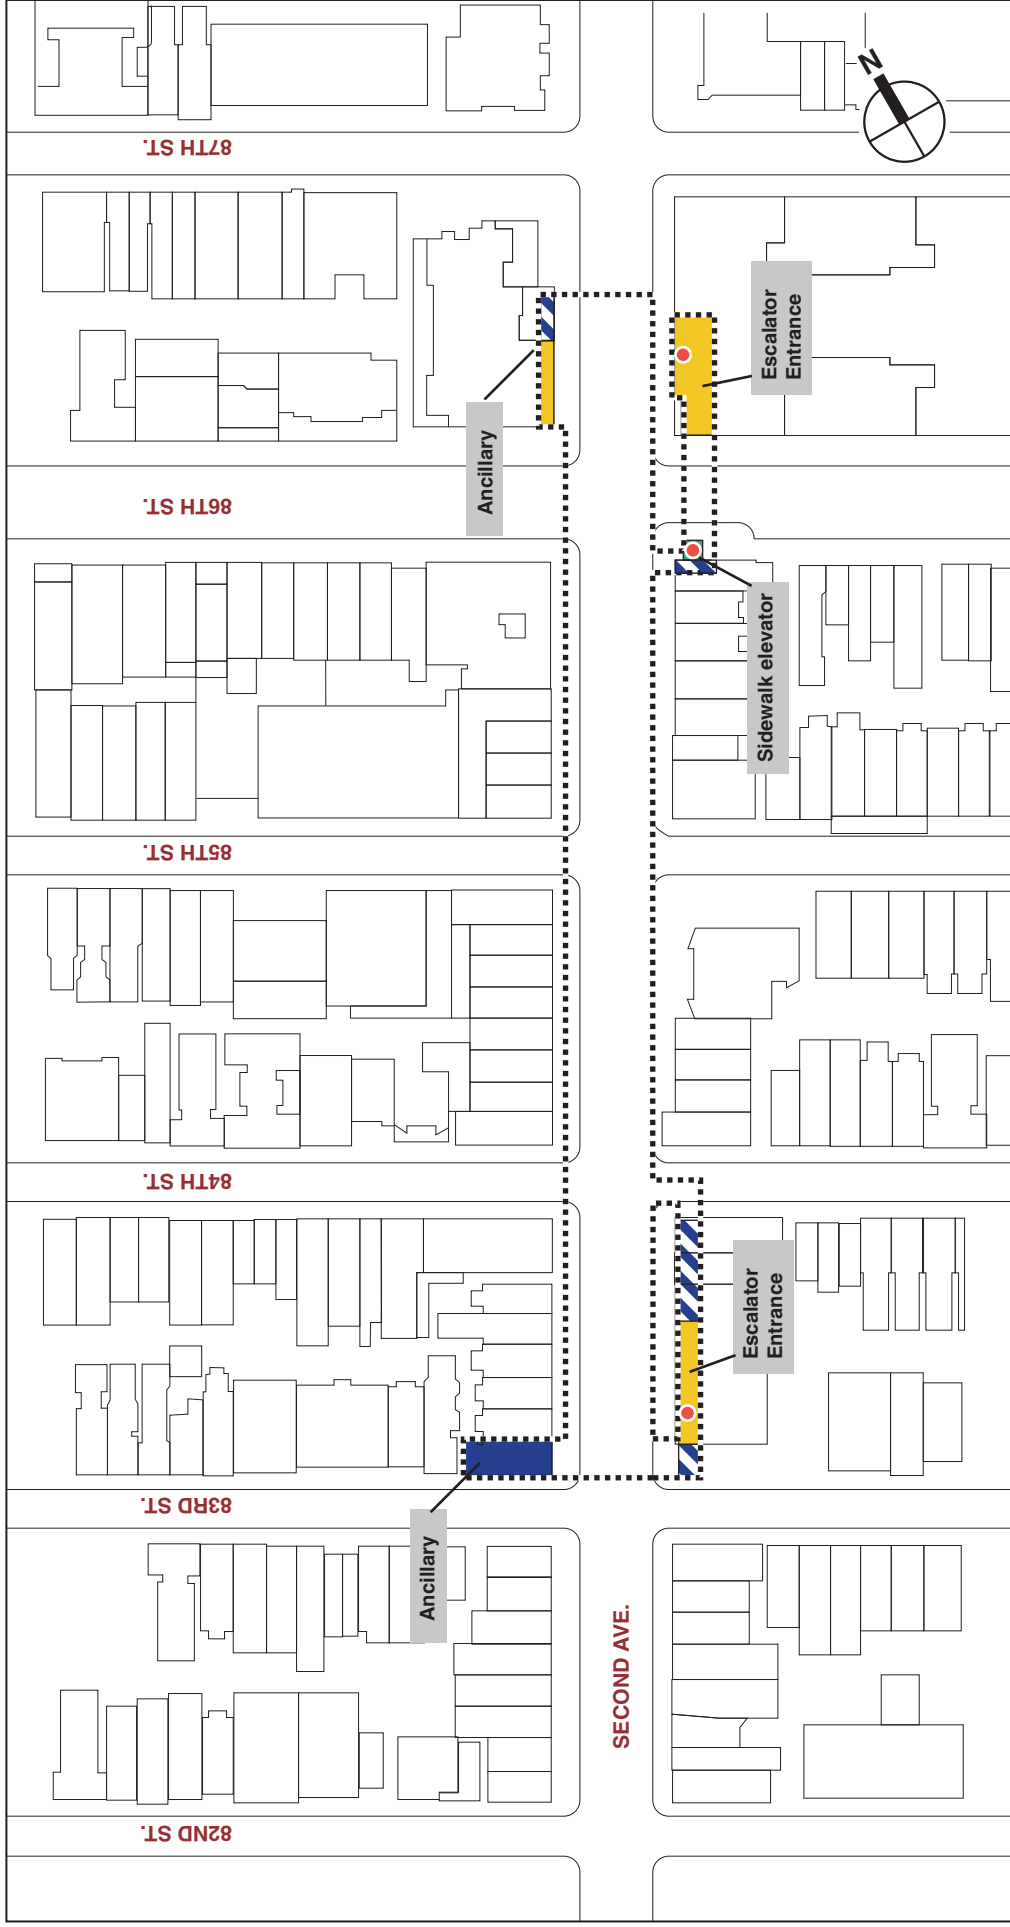 87TH ST.
N
Escalator
Entrance
Ancillary
86TH ST.
Sidewalk elevator
85TH ST.
84TH ST.
Escalator
Entrance
83RD ST.
Ancillary
SECOND AVE.
82ND ST.